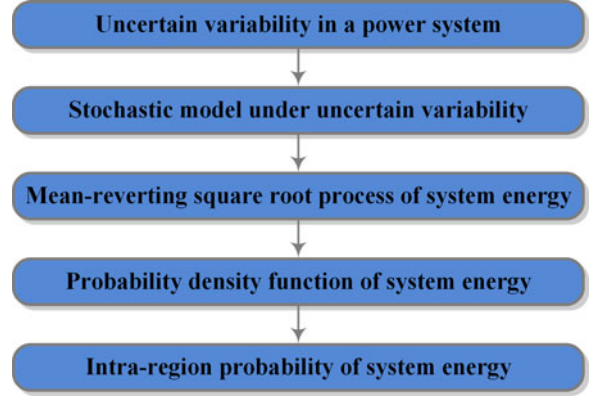 Uncertain variability in a power system
Stochastic model under uncertain variability
Mean-reverting square root process of system energy
Probability density function of system energy
Intra-region probability of system energy